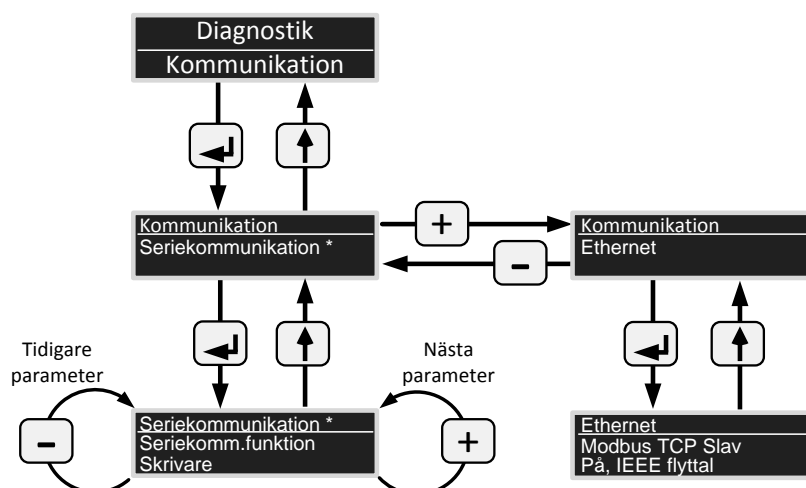 Diagnostik
Kommunikation
Kommunikation
Seriekommunikation *
+
Kommunikation
Ethernet
-
Tidigare
parameter
Nästa
parameter
-
Seriekommunikation *
Seriekomm.funktion
Skrivare
+
Ethernet
Modbus TCP Slav
På, IEEE flyttal